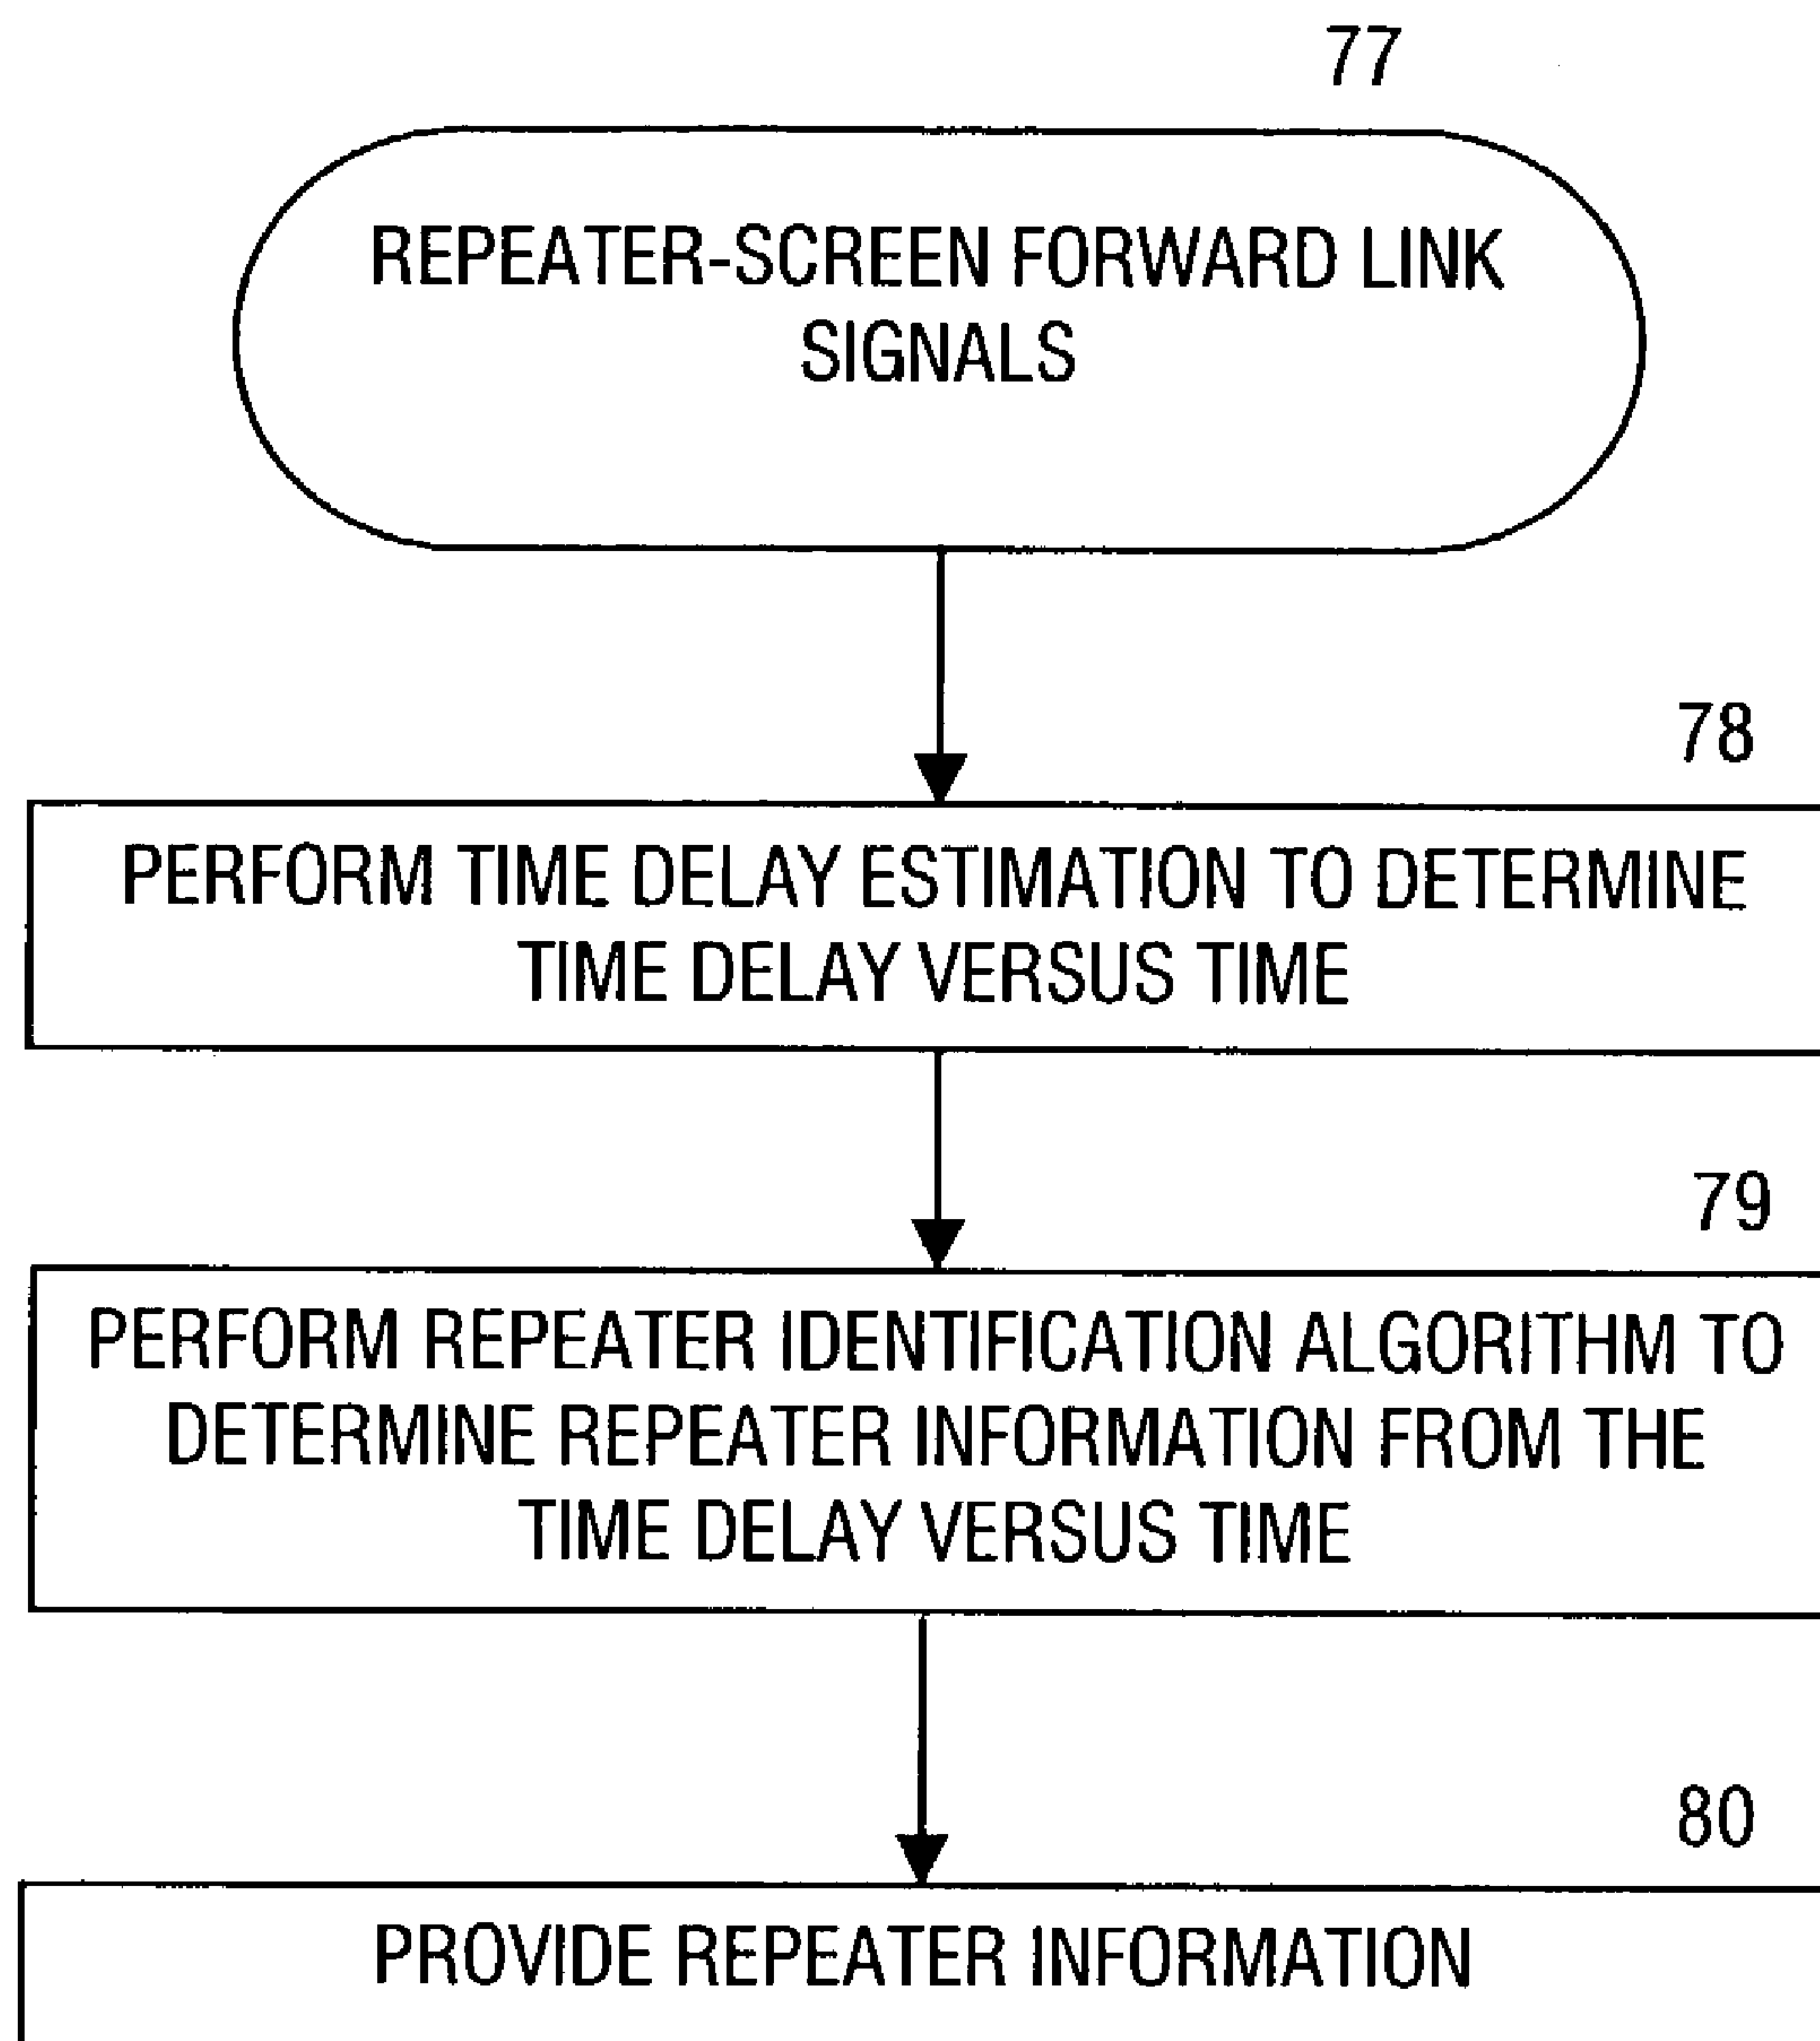 77
REPEATER-SCREEN FORWARD LINK
SIGNALS
78
PERFORM TIME DELAY ESTIMATION TO DETERMINE
TIME DELAY VERSUS TIME
79
PERFORM REPEATER IDENTIFICATION ALGORITHM TO
DETERMINE REPEATER INFORMATION FROM THE
TIME DELAY VERSUS TIME
80
PROVIDE REPEATER INFORMATION